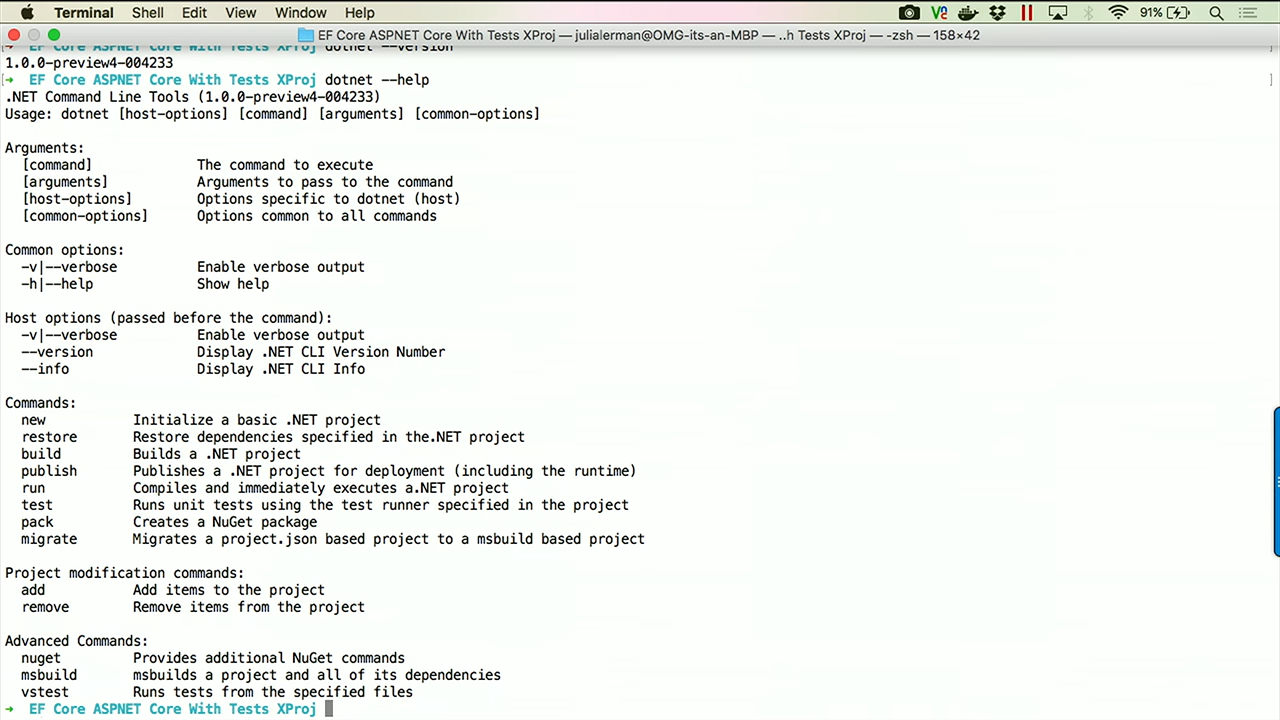 Terminal Shell Edit View Window Help 91%
EF Core ASPNET Core With Tests XProj — julialerman@OMG-its-an-MBP — ..h Tests XProj — -zsh — 158×42
→ EF Core ASPNET Core With Tests XProj dotnet --version
1.0.0-preview4-004233
[→ EF Core ASPNET Core With Tests XProj dotnet --help ]
.NET Command Line Tools (1.0.0-preview4-004233)
Usage: dotnet [host-options] [command] [arguments] [common-options]
Arguments:
[command] The command to execute
[arguments] Arguments to pass to the command
[host-options] Options specific to dotnet (host)
[common-options] Options common to all commands
Common options:
-v|--verbose Enable verbose output
-h|--help Show help
Host options (passed before the command):
-v|--verbose Enable verbose output
--version Display .NET CLI Version Number
--info Display .NET CLI Info
Commands:
new Initialize a basic .NET project
restore Restore dependencies specified in the.NET project
build Builds a .NET project
publish Publishes a .NET project for deployment (including the runtime)
run Compiles and immediately executes a.NET project
test Runs unit tests using the test runner specified in the project
pack Creates a NuGet package
migrate Migrates a project.json based project to a msbuild based project
Project modification commands:
add Add items to the project
remove Remove items from the project
Advanced Commands:
nuget Provides additional NuGet commands
msbuild msbuilds a project and all of its dependencies
vstest Runs tests from the specified files
→ EF Core ASPNET Core With Tests XProj